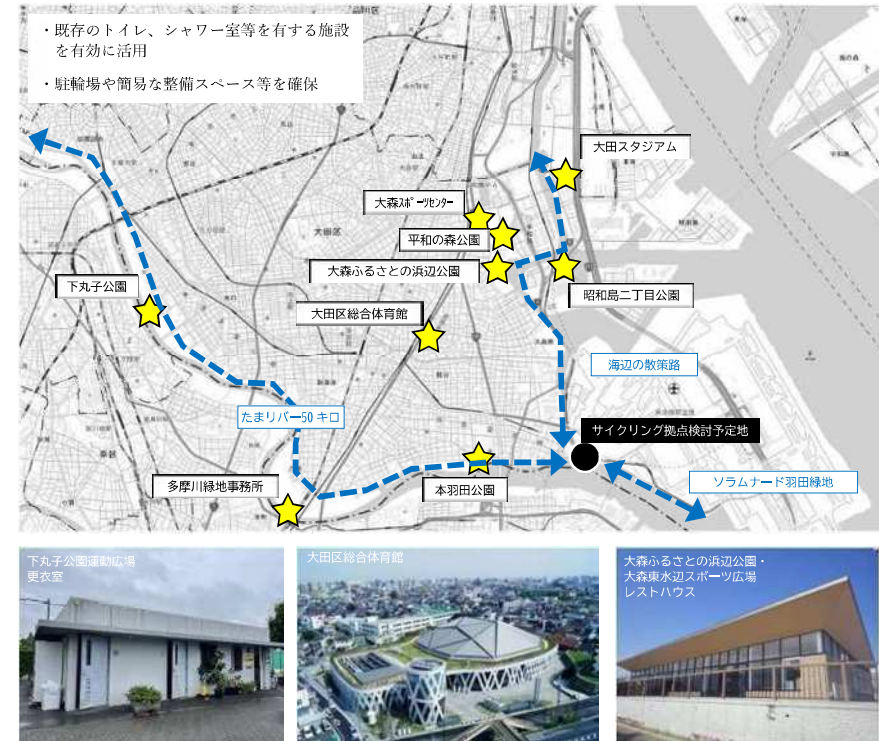 ・既存のトイレ、シャワー室等を有する施設
を有効に活用
・駐輪場や簡易な整備スペース等を確保
大田スタジアム
大森スポーツセンター
平和の森公園
大田区
大森ふるさとの浜辺公園
下丸子公園
昭和島二丁目公園
大田区総合体育館
海辺の散策路
たまリバー50キロ
サイクリング拠点検討予定地
多摩川緑地事務所
本羽田公園
ソラムナード羽田緑地
下丸子公園運動広場
更衣室
大田区総合体育館
大森ふるさとの浜辺公園・
大森東水辺スポーツ広場
レストハウス